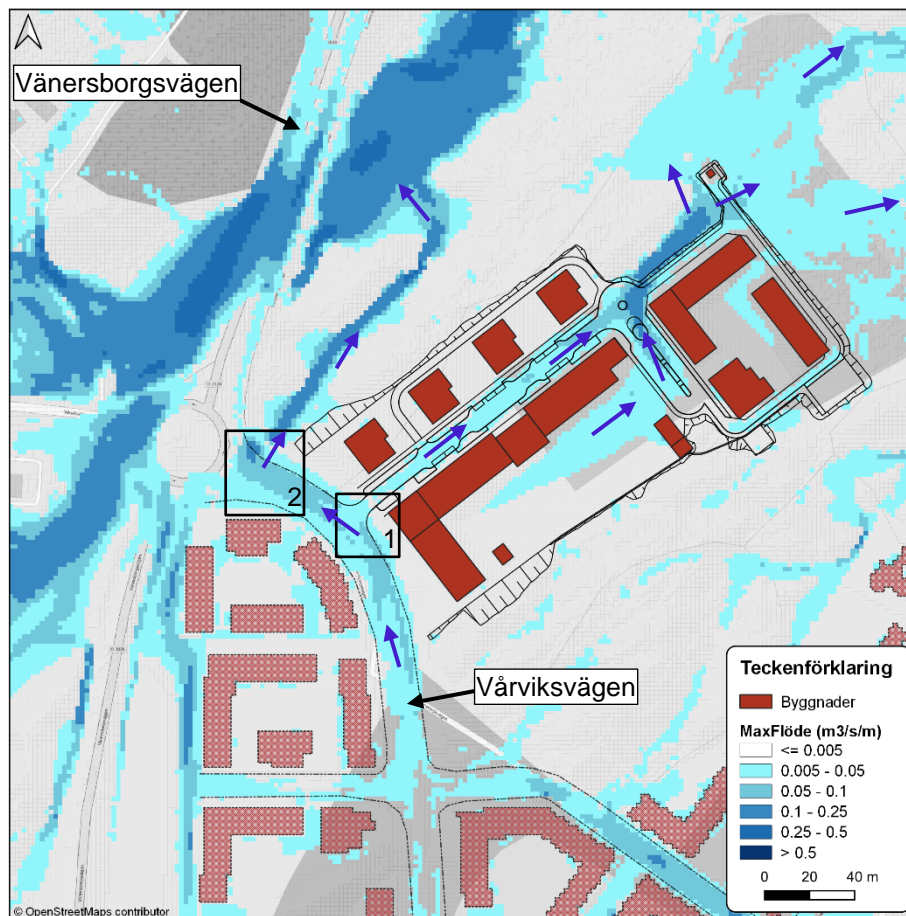 Vänersborgsvägen
2
1
Vårviksvägen
Teckenförklaring
Byggnader
MaxFlöde (m3/s/m)
<= 0.005
0.005 - 0.05
0.05 - 0.1
0.1 - 0.25
0.25 - 0.5
> 0.5
0 20 40 m
© OpenStreetMaps contributor